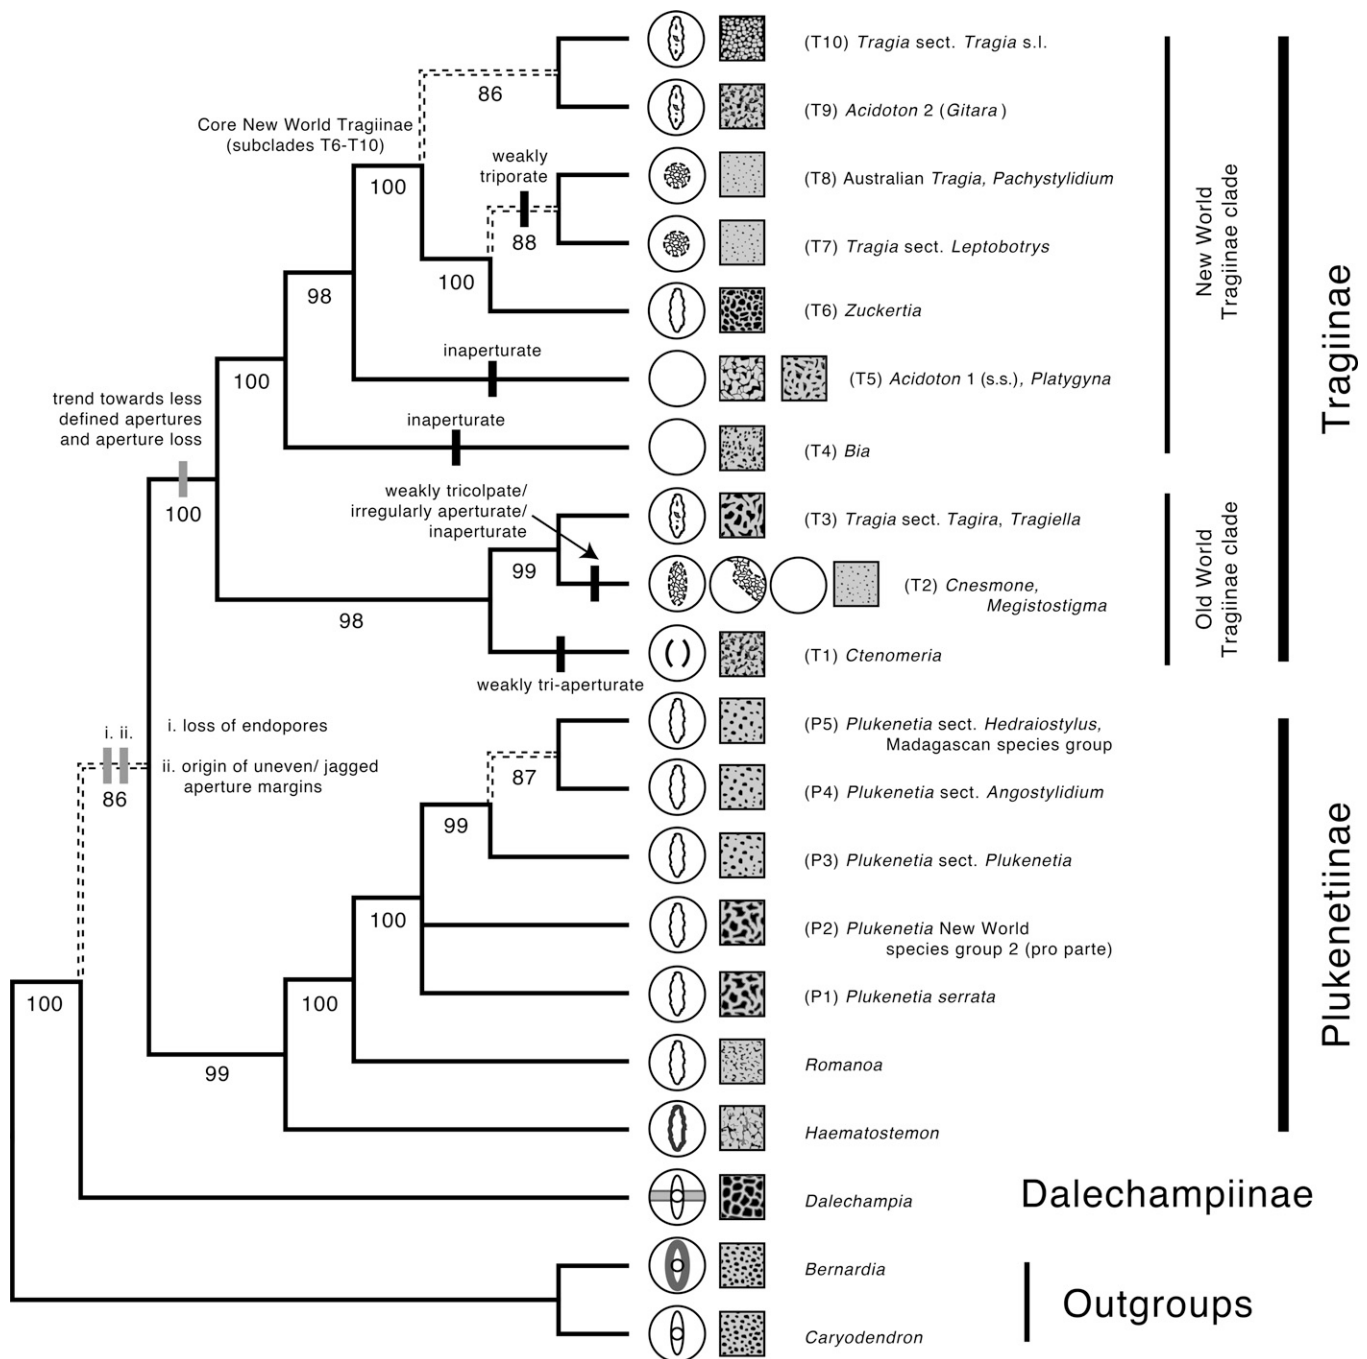 (T10) Tragia sect. Tragia s.l.
86
(T9) Acidoton 2 (Gitara )
Core New World Tragiinae
(subclades T6-T10)
weakly
triporate
100
(T8) Australian Tragia, Pachystylidium
88
(T7) Tragia sect. Leptobotrys
100
98
(T6) Zuckertia
inaperturate
100
(T5) Acidoton 1 (s.s.), Platygyna
trend towards less
defined apertures
and aperture loss
inaperturate
(T4) Bia
New World
Tragiinae clade
100
weakly tricolpate/
irregularly aperturate/
inaperturate
(T3) Tragia sect. Tagira, Tragiella
99
(T2) Cnesmone,
Megistostigma
98
(T1) Ctenomeria
weakly tri-aperturate
Old World
Tragiinae clade
Tragiinae
i. ii.
i. loss of endopores
ii. origin of uneven/ jagged
aperture margins
86
(P5) Plukenetia sect. Hedraiostylus,
Madagascan species group
87
(P4) Plukenetia sect. Angostylidium
99
(P3) Plukenetia sect. Plukenetia
100
(P2) Plukenetia New World
species group 2 (pro parte)
100
(P1) Plukenetia serrata
100
Romanoa
99
Haematostemon
Plukenetiinae
Dalechampia
Dalechampiinae
Bernardia
Outgroups
Caryodendron